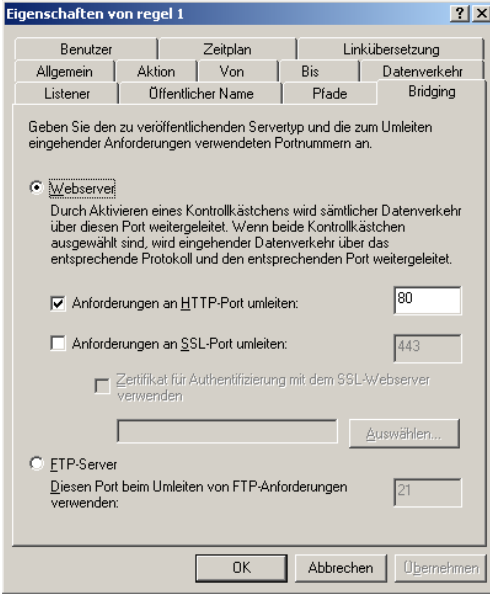 Eigenschaften von regel 1
Benutzer Zeitplan Linkübersetzung
Allgemein Aktion Von Bis Datenverkehr
Listener Öffentlicher Name Pfade Bridging
Geben Sie den zu veröffentlichenden Servertyp und die zum Umleiten
eingehender Anforderungen verwendeten Portnummern an.
Webserver
Durch Aktivieren eines Kontrollkästchens wird sämtlicher Datenverkehr
über diesen Port weitergeleitet. Wenn beide Kontrollkästchen
ausgewählt sind, wird eingehender Datenverkehr über das
entsprechende Protokoll und den entsprechenden Port weitergeleitet.
Anforderungen an HTTP-Port umleiten: 80
Anforderungen an SSL-Port umleiten: 443
Zertifikat für Authentifizierung mit dem SSL-Webserver
verwenden
Auswählen...
FTP-Server
Diesen Port beim Umleiten von FTP-Anforderungen 21
verwenden:
OK Abbrechen Übernehmen